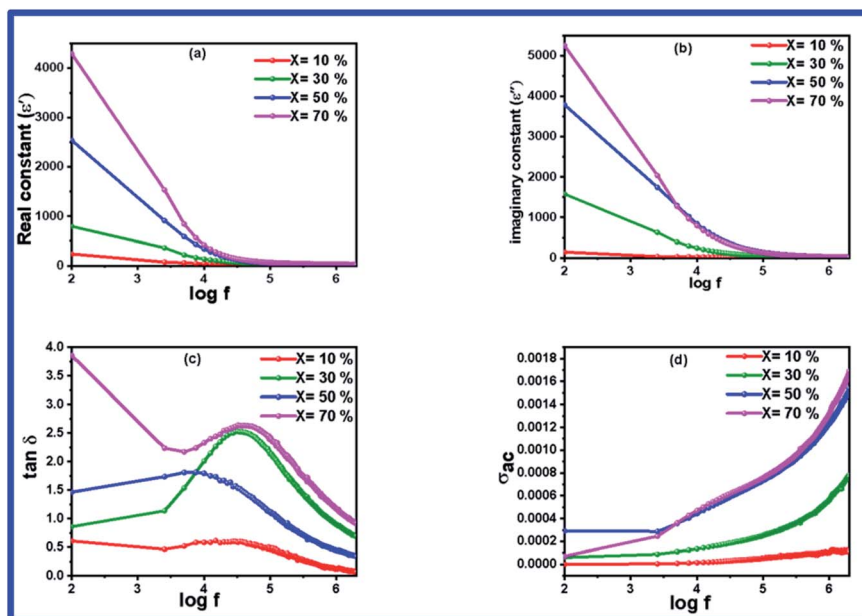 (a)
X= 10 %
X= 30 %
X= 50 %
X= 70 %
Real constant (ε′)
4000
3000
2000
1000
0
2 3 4 5 6
log f
(b)
X= 10 %
X= 30 %
X= 50 %
X= 70 %
imaginary constant (ε′′)
5000
4000
3000
2000
1000
0
2 3 4 5 6
log f
(c)
X= 10 %
X= 30 %
X= 50 %
X= 70 %
tan δ
4.0
3.5
3.0
2.5
2.0
1.5
1.0
0.5
0.0
2 3 4 5 6
log f
(d)
X= 10 %
X= 30 %
X= 50 %
X= 70 %
σac
0.0018
0.0016
0.0014
0.0012
0.0010
0.0008
0.0006
0.0004
0.0002
0.0000
2 3 4 5 6
log f